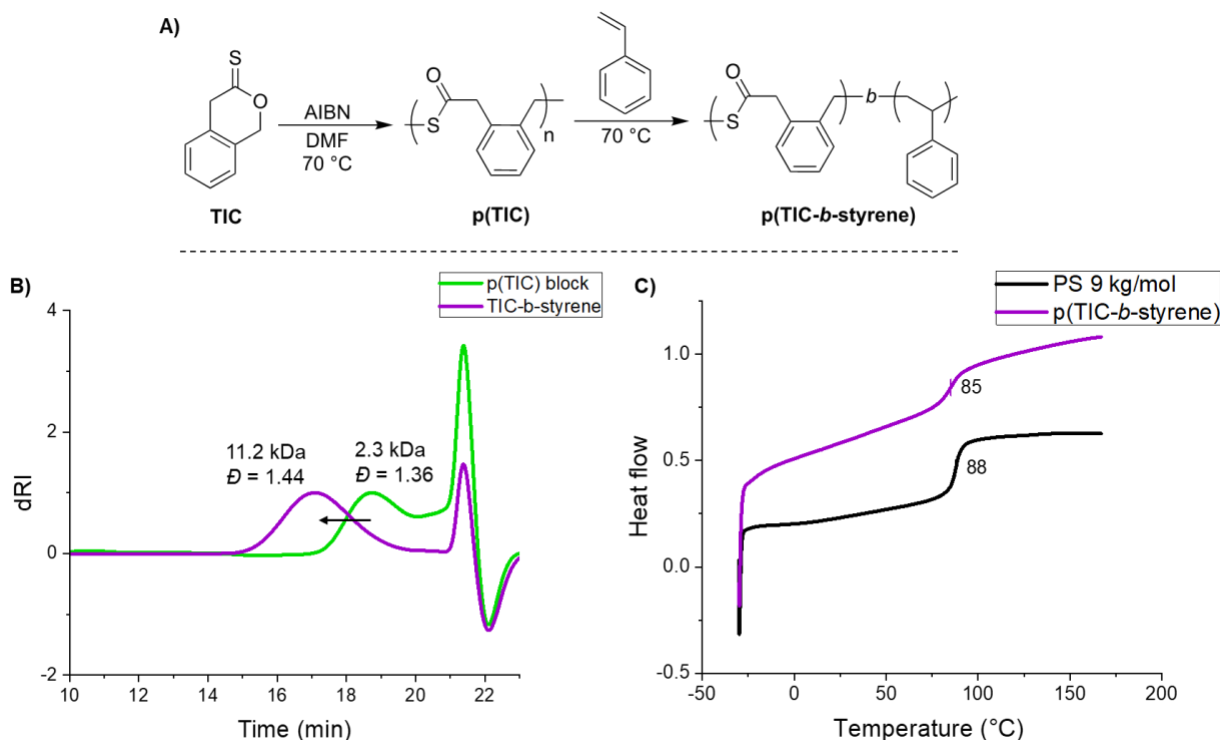 A)
S
O
TIC
AIBN
DMF
70 °C
O
S
n
p(TIC)
70 °C
O
S
b
p(TIC-b-styrene)
B)
p(TIC) block
TIC-b-styrene
4
2
0
-2
dRI
11.2 kDa
Đ = 1.44
2.3 kDa
Đ = 1.36
10 12 14 16 18 20 22
Time (min)
C)
PS 9 kg/mol
p(TIC-b-styrene)
1.0
0.5
0.0
-0.5
Heat flow
85
88
-50 0 50 100 150 200
Temperature (°C)